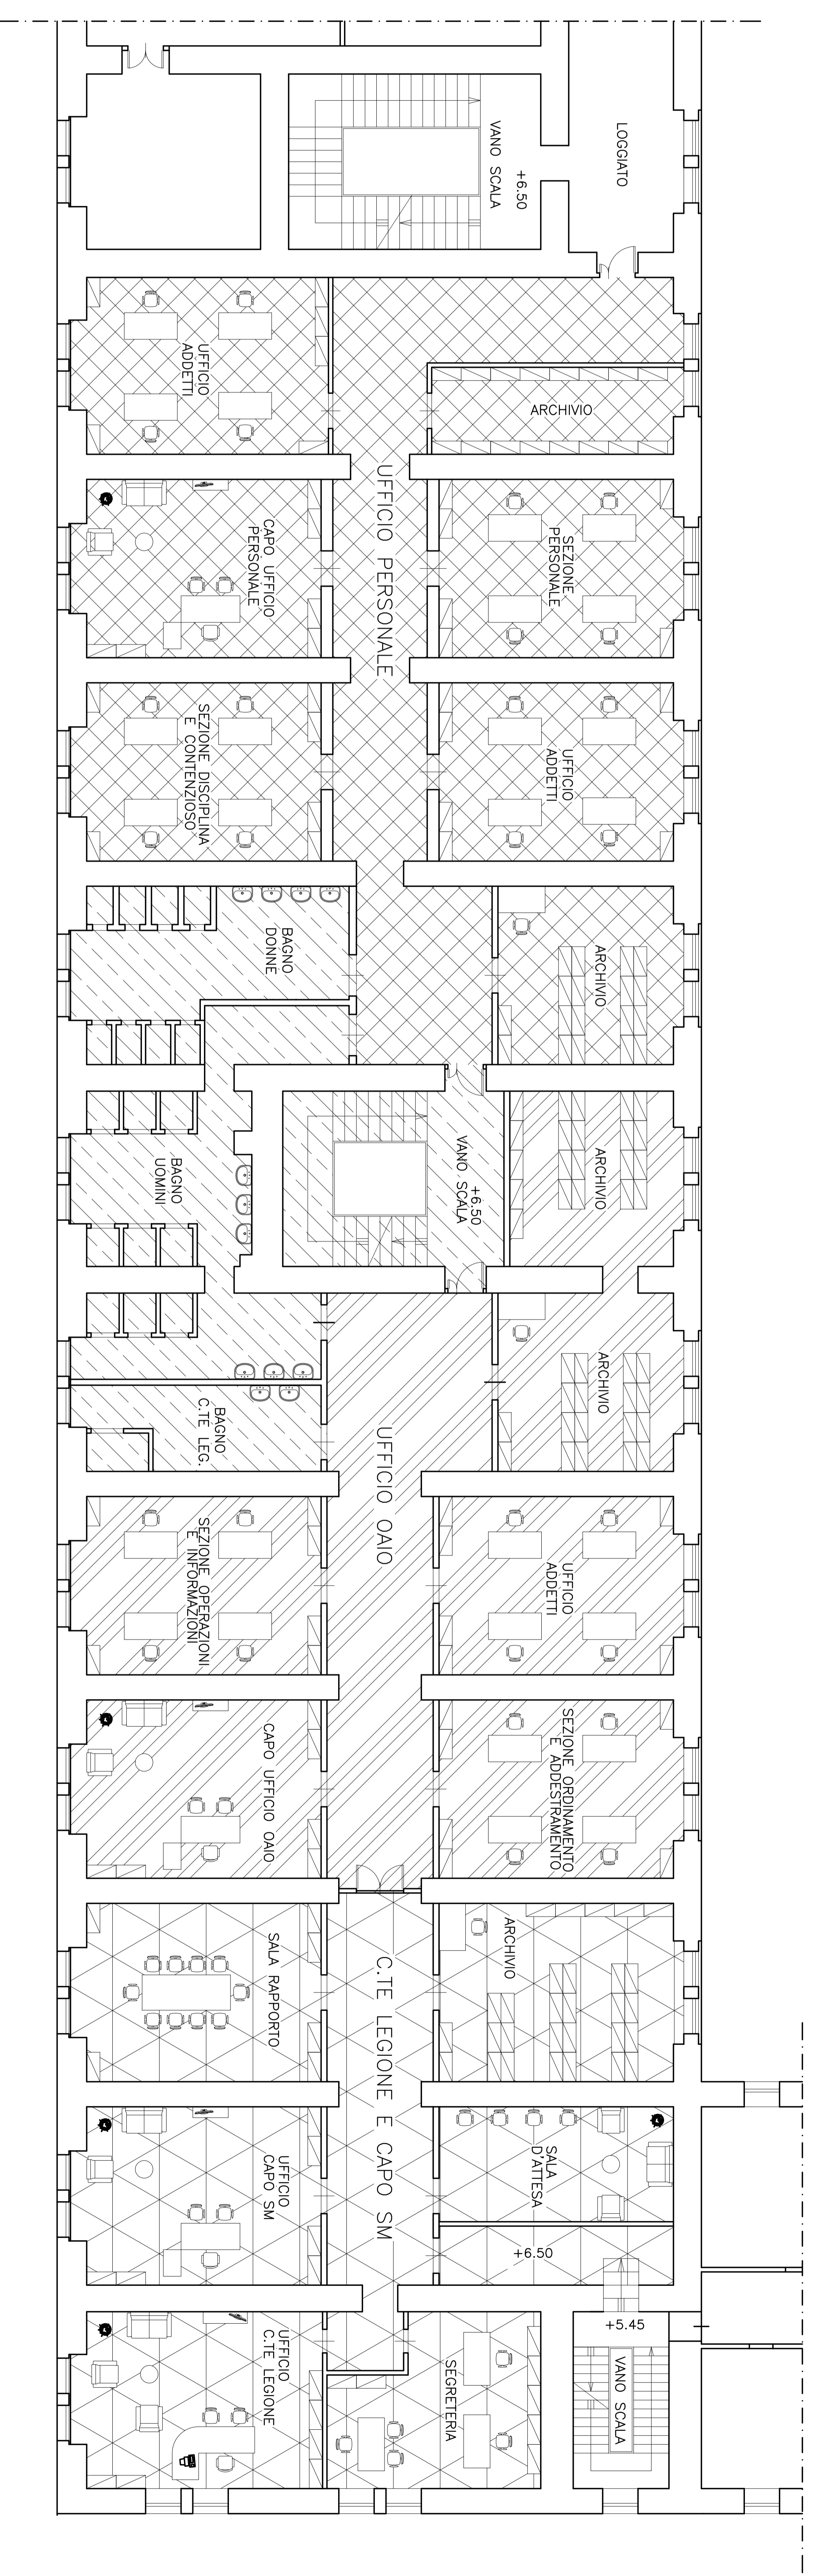 LOGGIATO
VANO SCALA
+6.50
UFFICIO
ADDETTI
ARCHIVIO
UFFICIO PERSONALE
CAPO UFFICIO
PERSONALE
SEZIONE
PERSONALE
SEZIONE DISCIPLINA
E CONTENZIOSO
UFFICIO
ADDETTI
BAGNO
DONNE
ARCHIVIO
BAGNO
UOMINI
VANO SCALA
+6.50
ARCHIVIO
ARCHIVIO
BAGNO
C.TE LEG.
UFFICIO OAIO
SEZIONE OPERAZIONI
E INFORMAZIONI
UFFICIO
ADDETTI
CAPO UFFICIO OAIO
SEZIONE ORDINAMENTO
E ADDESTRAMENTO
SALA RAPPORTO
ARCHIVIO
C.TE LEGIONE E CAPO SM
UFFICIO
CAPO SM
SALA
D'ATTESA
+6.50
+5.45
UFFICIO
C.TE LEGIONE
SEGRETERIA
VANO SCALA